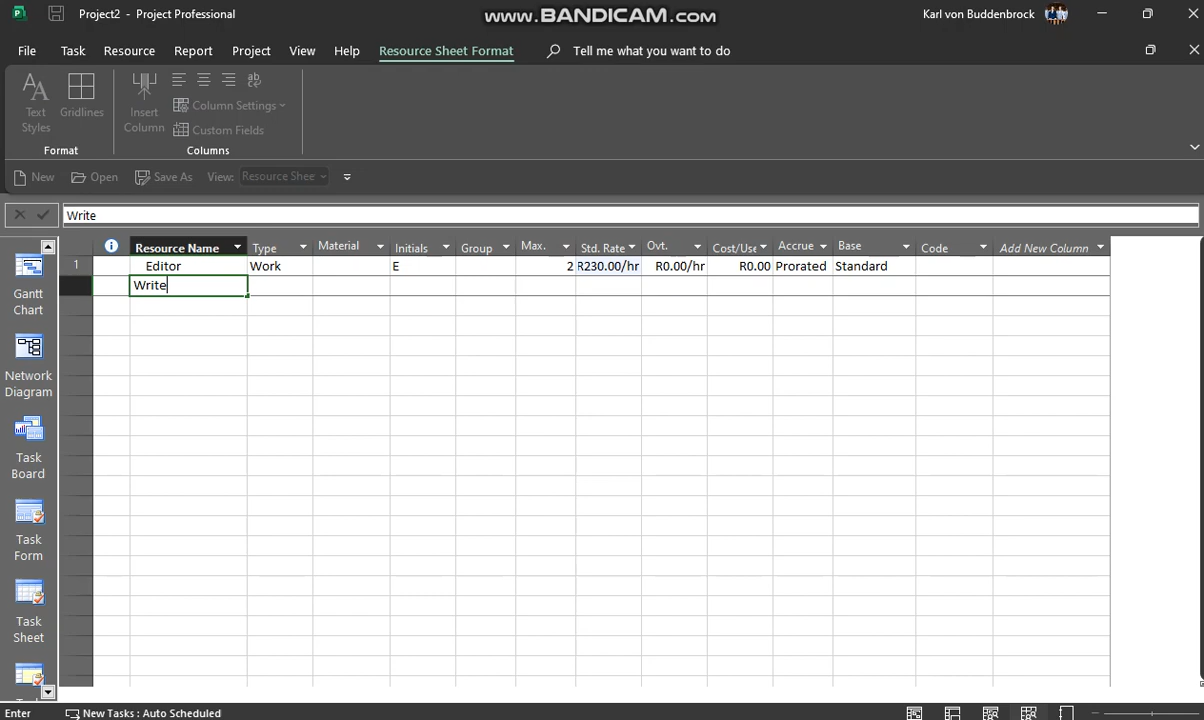 Project2 - Project Professional
www.BANDICAM.com
Karl von Buddenbrock
File Task Resource Report Project View Help Resource Sheet Format Tell me what you want to do
Text Styles
Gridlines
Insert Column
ab
Column Settings
Custom Fields
Format
Columns
New Open Save As View: Resource Shee
Write
Resource Name Type Material Initials Group Max. Std. Rate Ovt. Cost/Use Accrue Base Code Add New Column
1 Editor Work E 2 R230.00/hr R0.00/hr R0.00 Prorated Standard
Write
Gantt
Chart
Network
Diagram
Task
Board
Task
Form
Task
Sheet
Enter New Tasks : Auto Scheduled